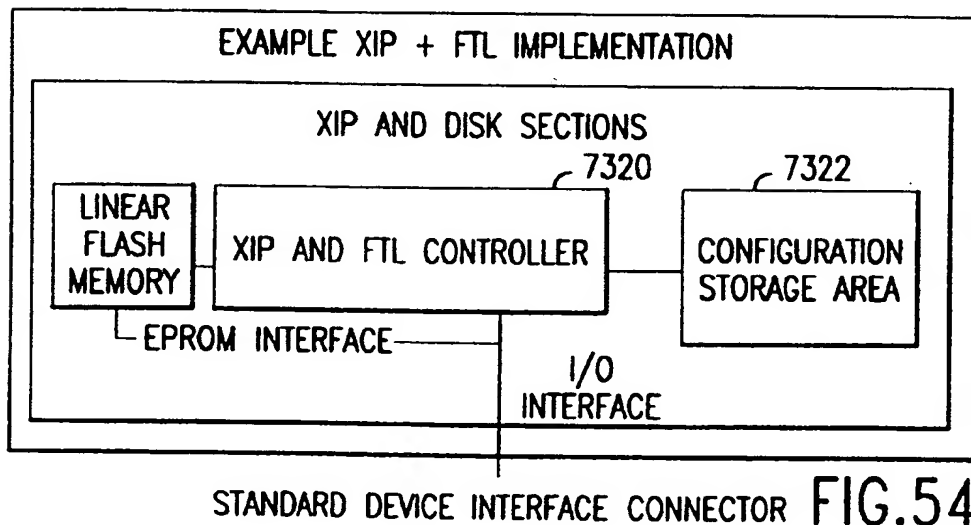 EXAMPLE XIP + FTL IMPLEMENTATION
XIP AND DISK SECTIONS
7320
7322
LINEAR
FLASH
MEMORY
XIP AND FTL CONTROLLER
CONFIGURATION
STORAGE AREA
EPROM INTERFACE
I/O
INTERFACE
STANDARD DEVICE INTERFACE CONNECTOR
FIG.54